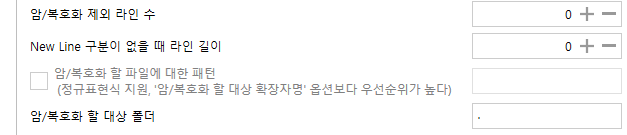 암/복호화 제외 라인 수 0
New Line 구분이 없을 때 라인 길이 0
암/복호화 할 파일에 대한 패턴
(정규표현식 지원, '암/복호화 할 대상 확장자명' 옵션보다 우선순위가 높다)
암/복호화 할 대상 폴더 .